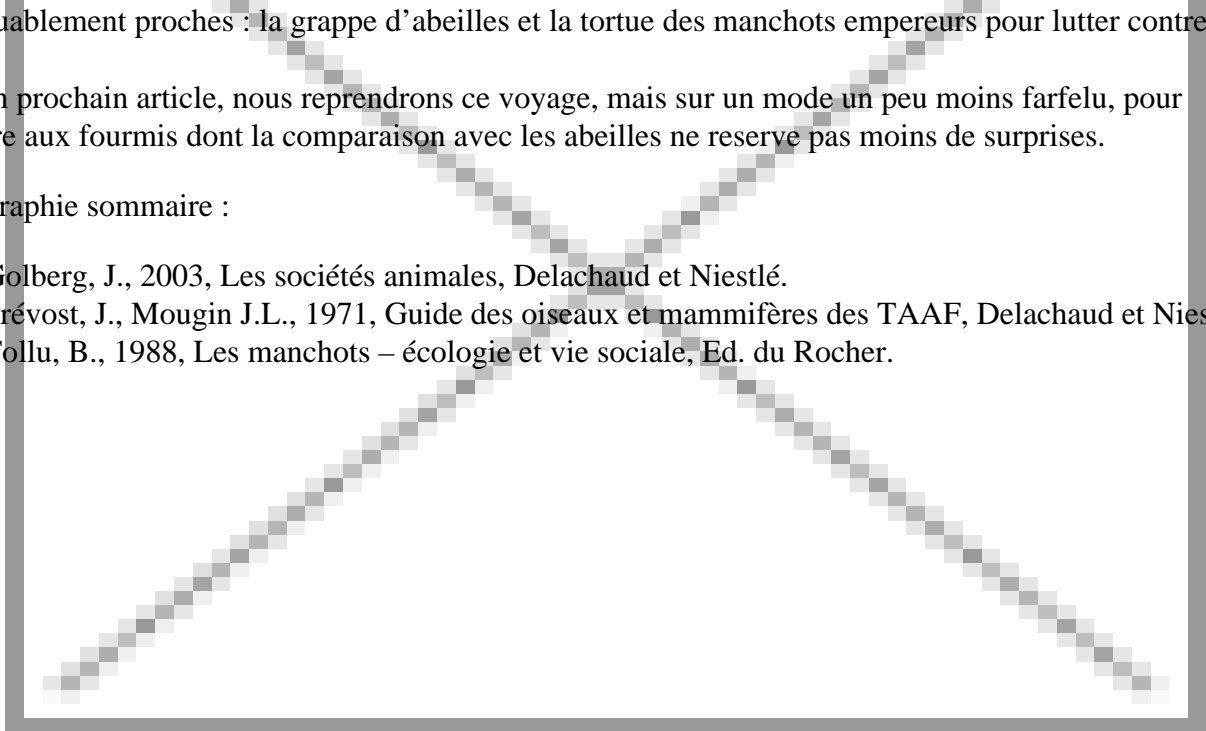 uablement proches : la grappe d’abeilles et la tortue des manchots empereurs pour lutter contre
n prochain article, nous reprendrons ce voyage, mais sur un mode un peu moins farfelu, pour
re aux fourmis dont la comparaison avec les abeilles ne reserve pas moins de surprises.
raphie sommaire :
Golberg, J., 2003, Les sociétés animales, Delachaud et Niestlé.
révost, J., Mougin J.L., 1971, Guide des oiseaux et mammifères des TAAF, Delachaud et Nies
ollu, B., 1988, Les manchots – écologie et vie sociale, Ed. du Rocher.